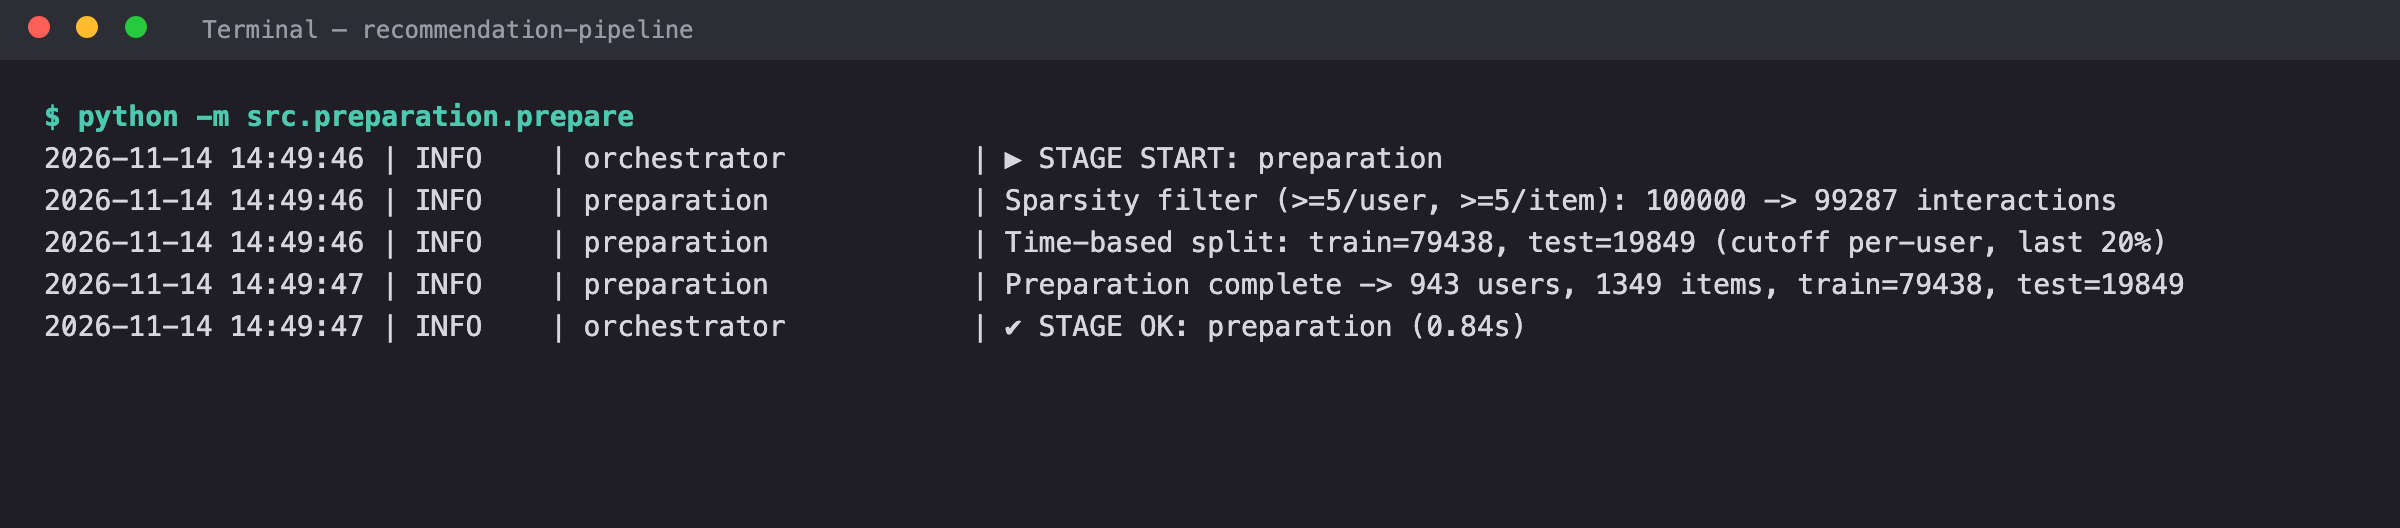 Terminal — recommendation-pipeline
$ python -m src.preparation.prepare
2026-11-14 14:49:46 | INFO    | orchestrator           | ▶ STAGE START: preparation
2026-11-14 14:49:46 | INFO    | preparation            | Sparsity filter (>=5/user, >=5/item): 100000 -> 99287 interactions
2026-11-14 14:49:46 | INFO    | preparation            | Time-based split: train=79438, test=19849 (cutoff per-user, last 20%)
2026-11-14 14:49:47 | INFO    | preparation            | Preparation complete -> 943 users, 1349 items, train=79438, test=19849
2026-11-14 14:49:47 | INFO    | orchestrator           | ✔ STAGE OK: preparation (0.84s)